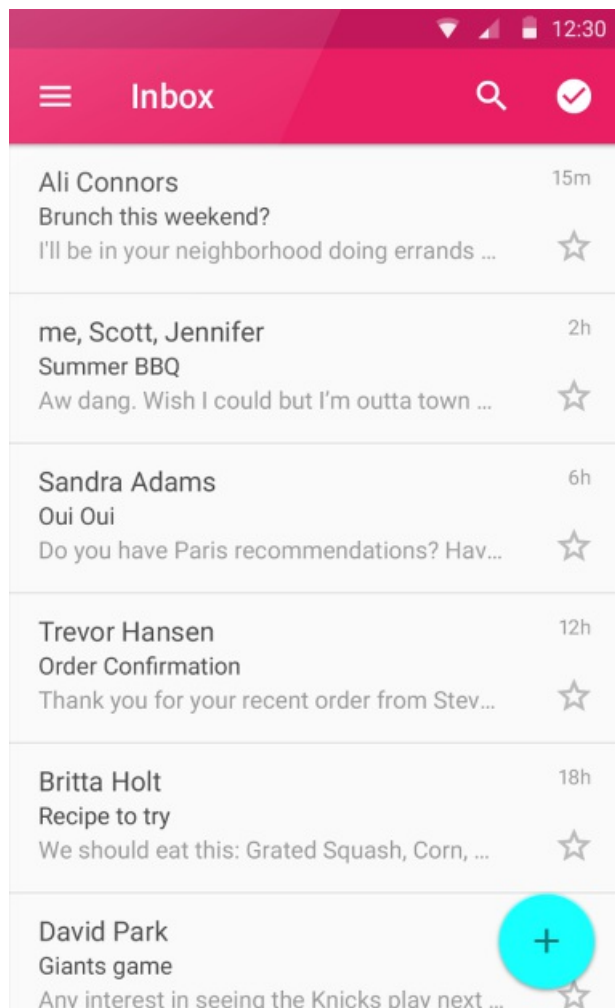 12:30
Inbox
Ali Connors 15m
Brunch this weekend?
I'll be in your neighborhood doing errands ...
me, Scott, Jennifer 2h
Summer BBQ
Aw dang. Wish I could but I’m outta town ...
Sandra Adams 6h
Oui Oui
Do you have Paris recommendations? Hav...
Trevor Hansen 12h
Order Confirmation
Thank you for your recent order from Stev...
Britta Holt 18h
Recipe to try
We should eat this: Grated Squash, Corn, ...
David Park
Giants game
Any interest in seeing the Knicks play next ...